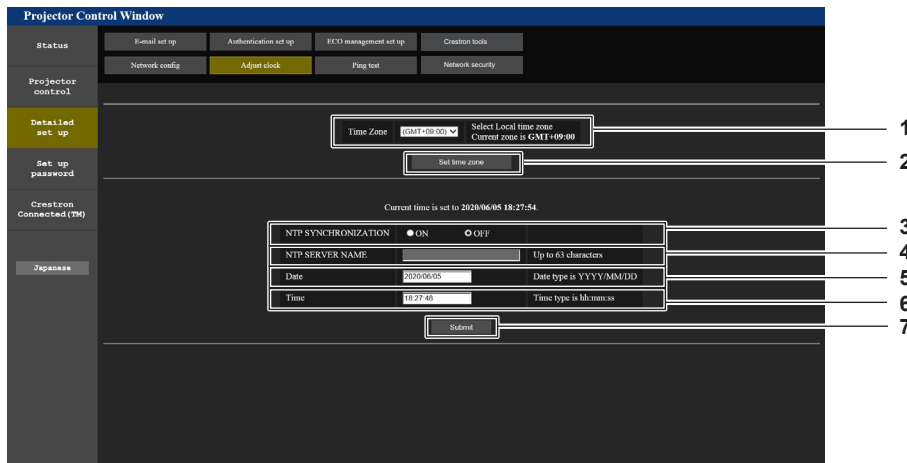 Projector Control Window
Status
E-mail set up
Authentication set up
ECO management set up
Crestron tools
Network config
Adjust clock
Ping test
Network security
Projector
control
Detailed
set up
Set up
password
Crestron
Connected(TM)
Japanese
Time Zone (GMT+09:00) Select Local time zone
Current zone is GMT+09:00
1
Set time zone
2
Current time is set to 2020/06/05 18:27:54.
NTP SYNCHRONIZATION ON OFF
3
NTP SERVER NAME Up to 63 characters
4
Date 2020/06/05 Date type is YYYY/MM/DD
5
Time 18:27:48 Time type is hh:mm:ss
6
Submit
7